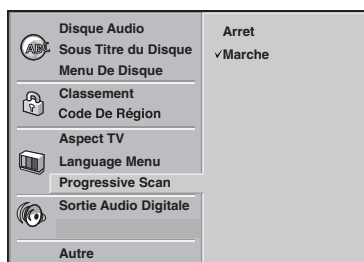 ABC
Disque Audio
Sous Titre du Disque
Menu De Disque
Classement
Code De Région
Aspect TV
Language Menu
Progressive Scan
Sortie Audio Digitale
Autre
Arret
✓Marche